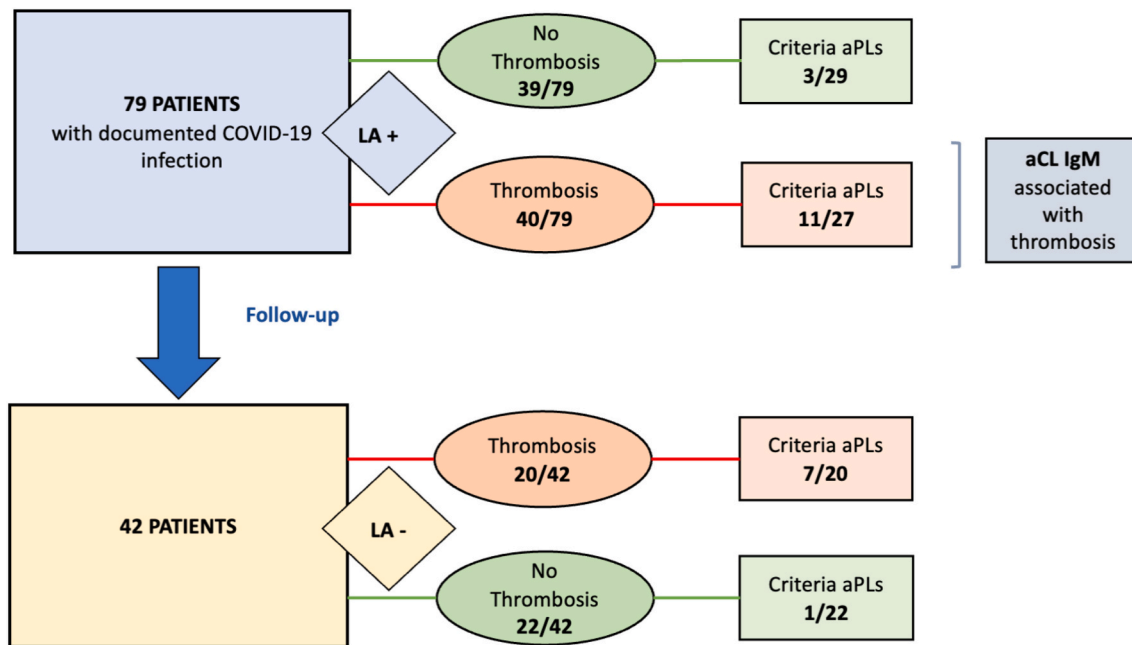 79 PATIENTS
with documented COVID-19
infection
LA +
No
Thrombosis
39/79
Criteria aPLs
3/29
Thrombosis
40/79
Criteria aPLs
11/27
aCL IgM
associated
with
thrombosis
Follow-up
42 PATIENTS
LA -
Thrombosis
20/42
Criteria aPLs
7/20
No
Thrombosis
22/42
Criteria aPLs
1/22